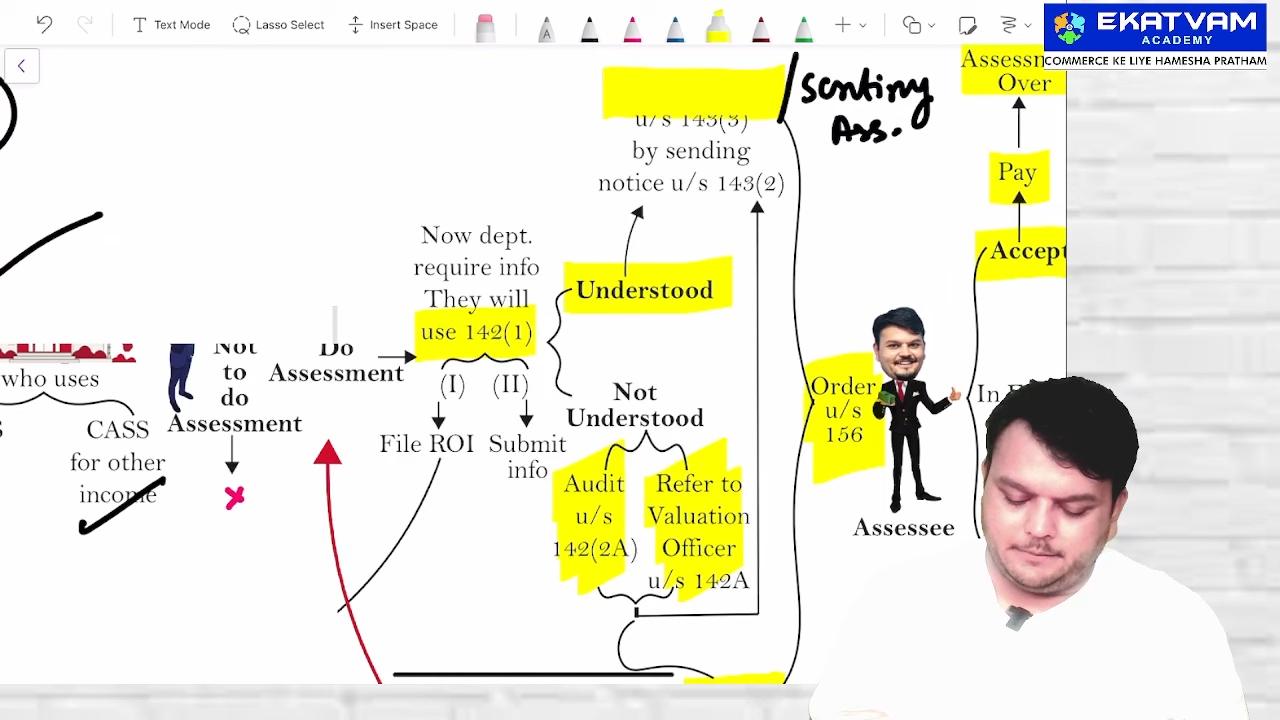 Text Mode
Lasso Select
Insert Space
EKATVAM
ACADEMY
COMMERCE KE LIYE HAMESHA PRATHAM
Over
Pay
Accept
Ass.
u/s 143(3)
by sending
notice u/s 143(2)
Now dept.
require info
They will
use 142(1)
(I)
(II)
File ROI
Submit
info
Understood
Not
Understood
Audit
u/s
142(2A)
Refer to
Valuation
Officer
u/s 142A
who uses
CASS
for other
income
Not
to
do
Assessment
Do
Assessment
Order
u/s
156
Assessee
In